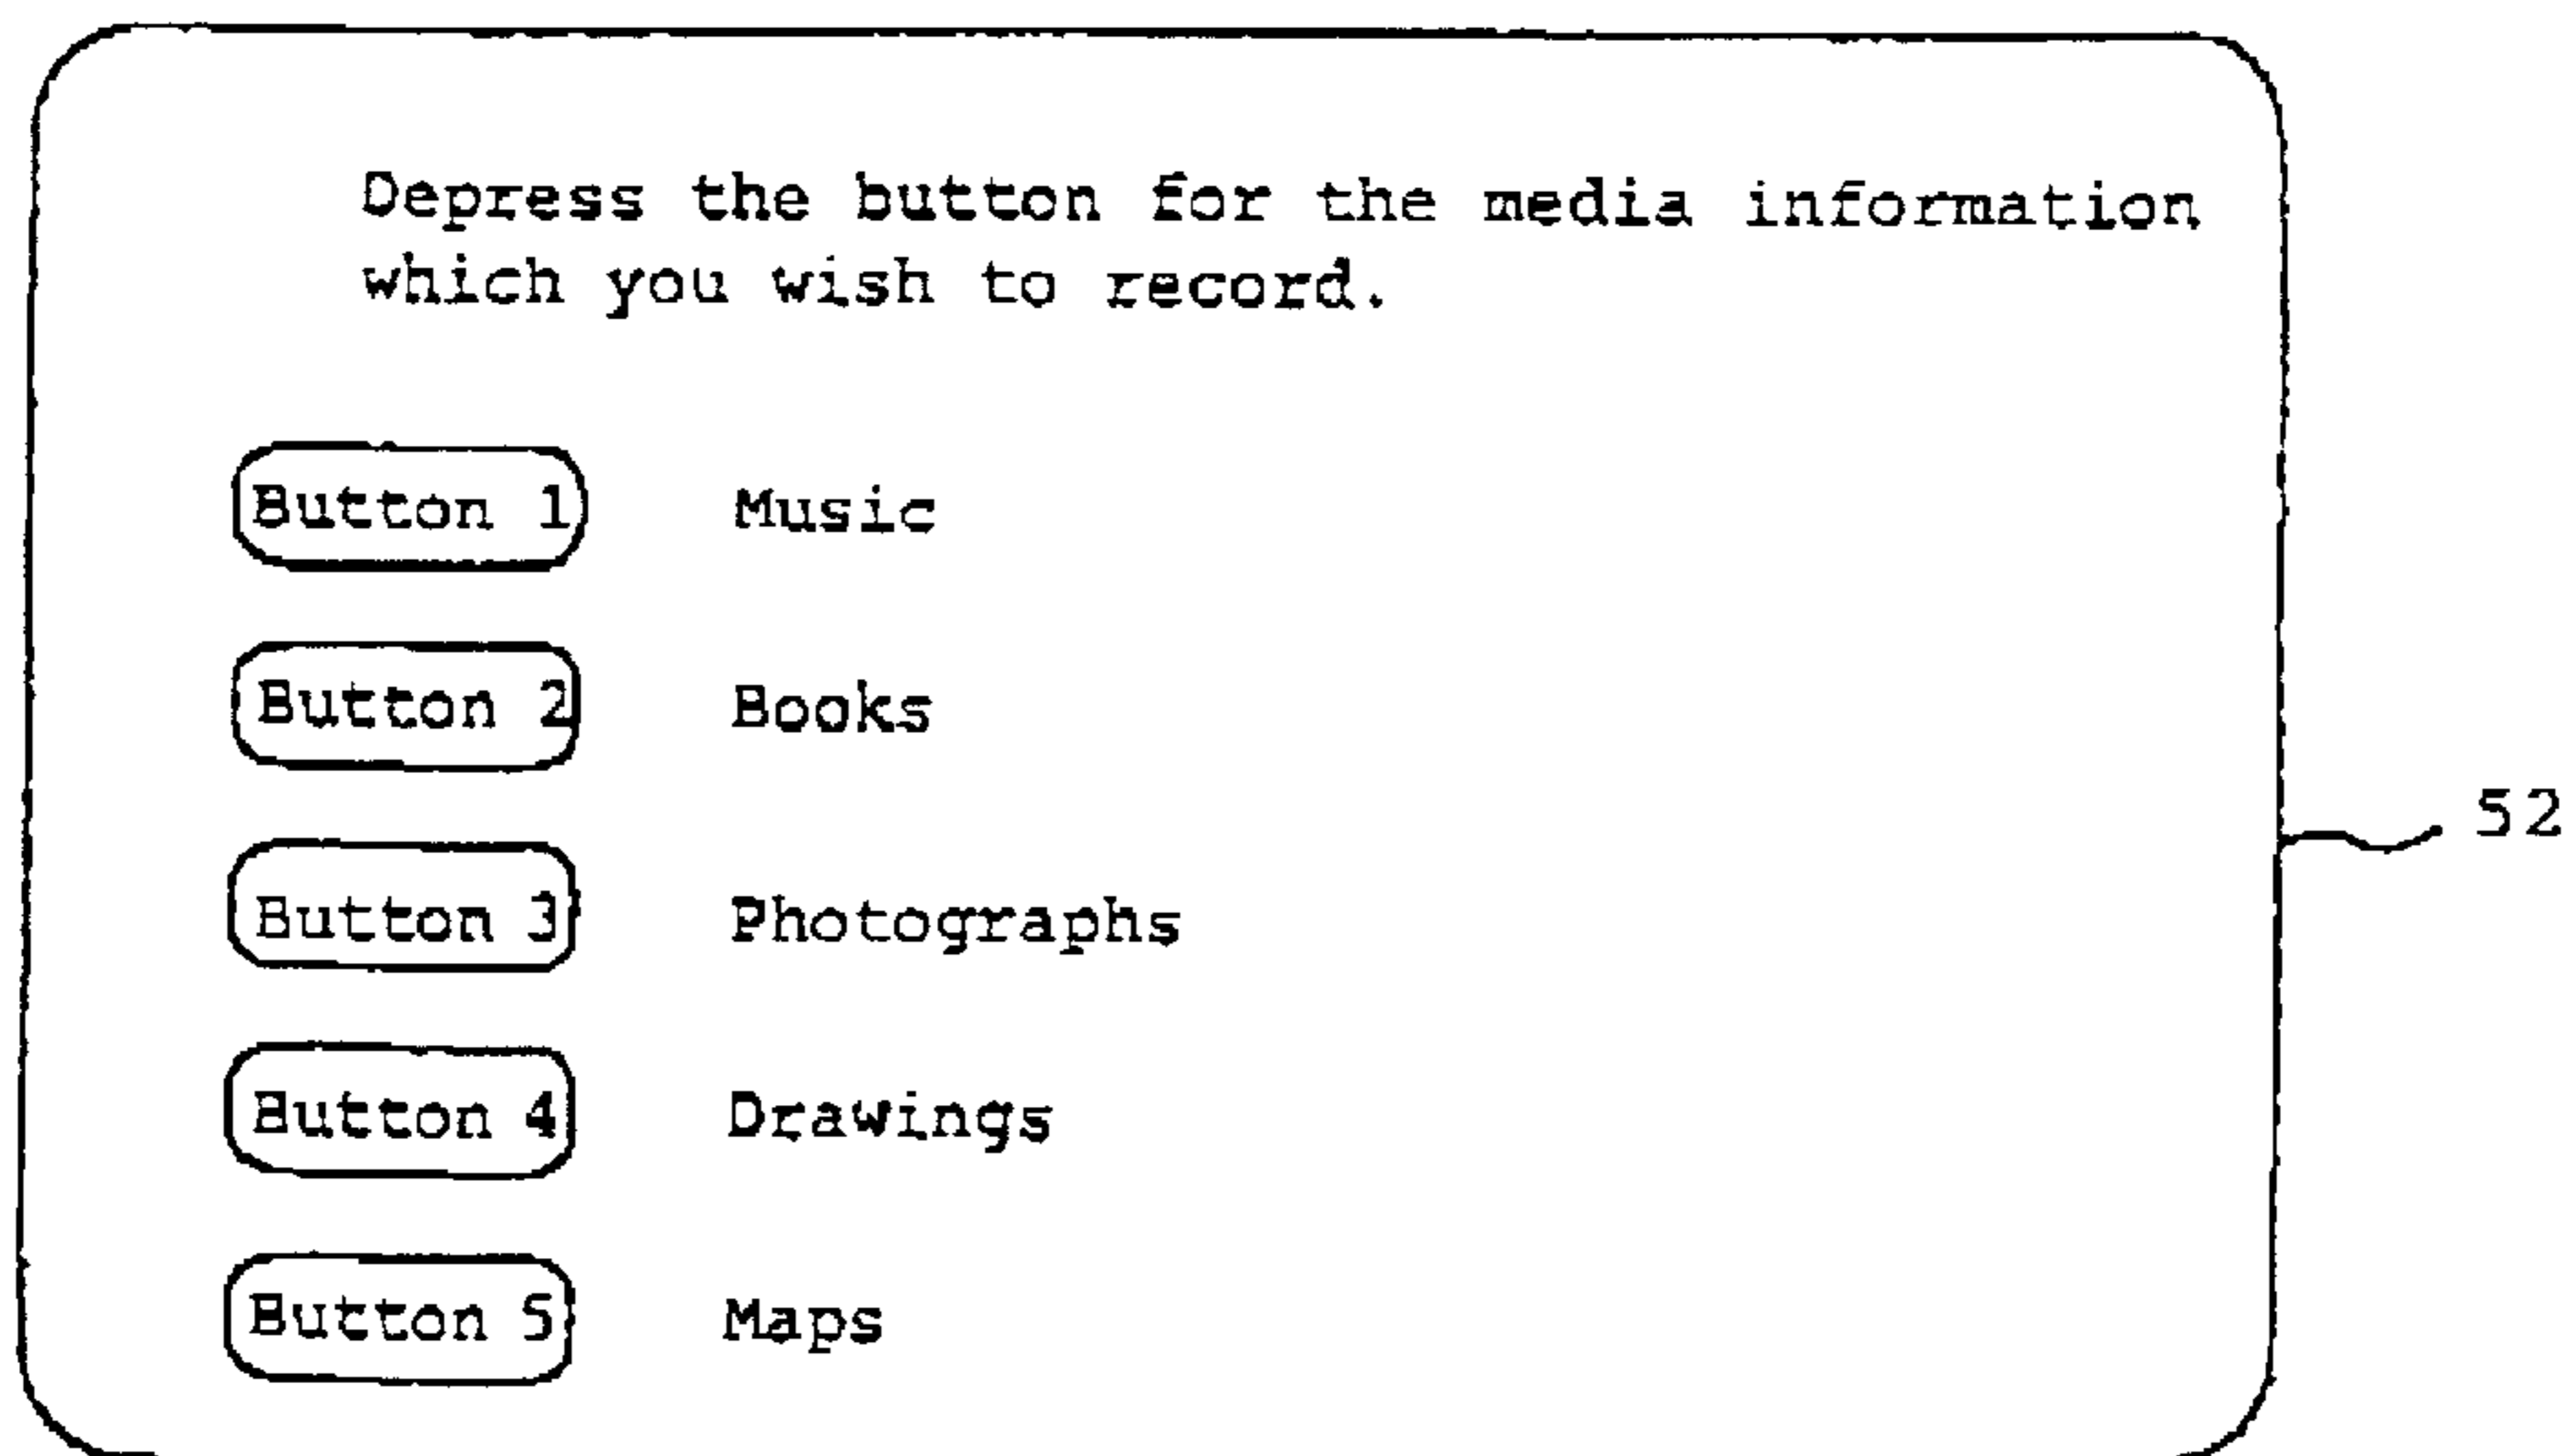 Depress the button for the media information
which you wish to record.
Button 1 Music
Button 2 Books
Button 3 Photographs
52
Button 4 Drawings
Button 5 Maps